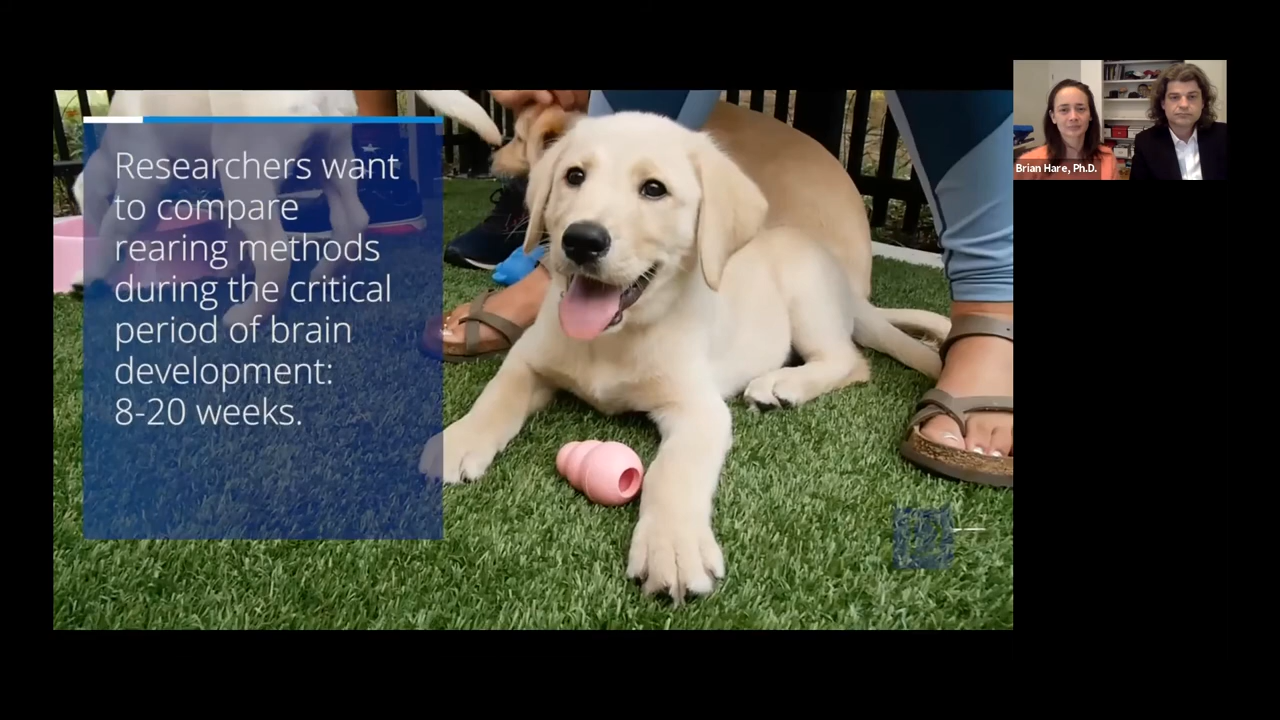 Researchers want
to compare
rearing methods
during the critical
period of brain
development:
8-20 weeks.
Brian Hare, Ph.D.